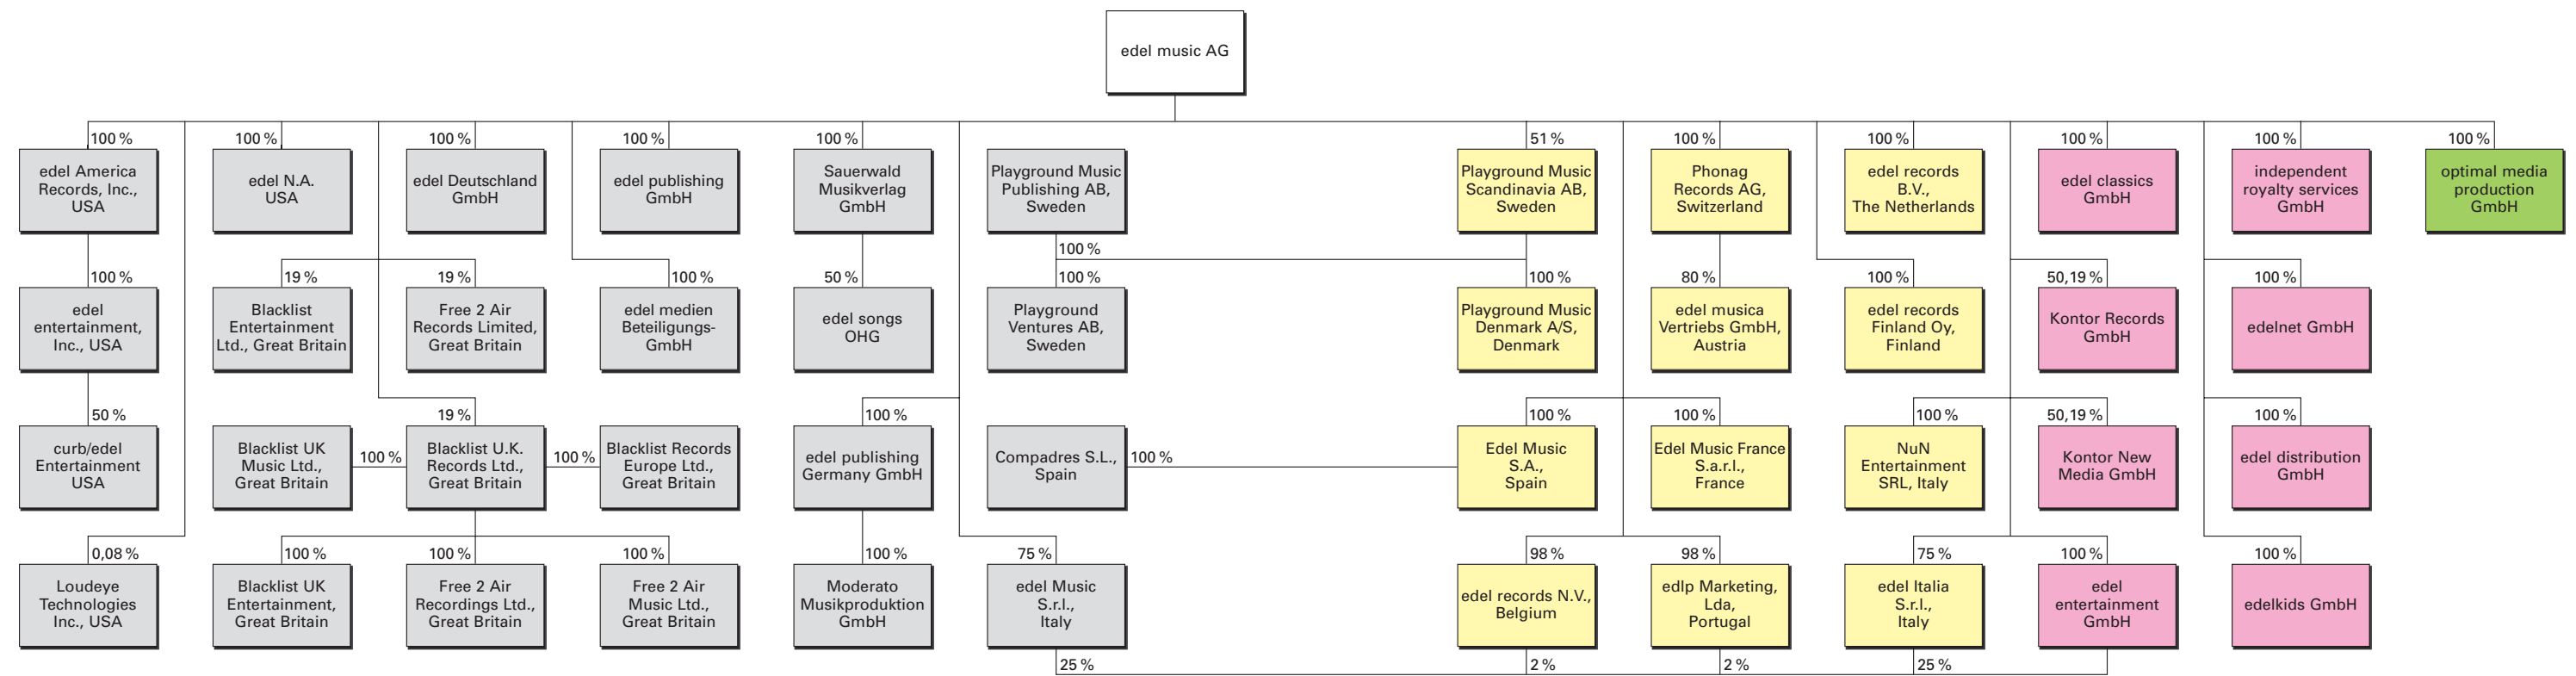 edel music AG
100 %
100 %
100 %
100 %
100 %
51 %
100 %
100 %
100 %
100 %
100 %
edel America
Records, Inc.,
USA
edel N.A.
USA
edel Deutschland
GmbH
edel publishing
GmbH
Sauerwald
Musikverlag
GmbH
Playground Music
Publishing AB,
Sweden
Playground Music
Scandinavia AB,
Sweden
Phonag
Records AG,
Switzerland
edel records
B.V.,
The Netherlands
edel classics
GmbH
independent
royalty services
GmbH
optimal media
production
GmbH
100 %
100 %
19 %
19 %
100 %
50 %
100 %
100 %
80 %
100 %
50,19 %
100 %
edel
entertainment,
Inc., USA
Blacklist
Entertainment
Ltd., Great Britain
Free 2 Air
Records Limited,
Great Britain
edel medien
Beteiligungs-
GmbH
edel songs
OHG
Playground
Ventures AB,
Sweden
Playground Music
Denmark A/S,
Denmark
edel musica
Vertriebs GmbH,
Austria
edel records
Finland Oy,
Finland
Kontor Records
GmbH
edelnet GmbH
50 %
19 %
100 %
100 %
100 %
100 %
50,19 %
100 %
curb/edel
Entertainment
USA
Blacklist UK
Music Ltd.,
Great Britain
100 %
Blacklist U.K.
Records Ltd.,
Great Britain
100 %
Blacklist Records
Europe Ltd.,
Great Britain
edel publishing
Germany GmbH
Compadres S.L.,
Spain
100 %
Edel Music
S.A.,
Spain
Edel Music France
S.a.r.l.,
France
NuN
Entertainment
SRL, Italy
Kontor New
Media GmbH
edel distribution
GmbH
0,08 %
100 %
100 %
100 %
100 %
75 %
98 %
98 %
75 %
100 %
100 %
Loudeye
Technologies
Inc., USA
Blacklist UK
Entertainment,
Great Britain
Free 2 Air
Recordings Ltd.,
Great Britain
Free 2 Air
Music Ltd.,
Great Britain
Moderato
Musikproduktion
GmbH
edel Music
S.r.l.,
Italy
edel records N.V.,
Belgium
edlp Marketing,
Lda,
Portugal
edel Italia
S.r.l.,
Italy
edel
entertainment
GmbH
edelkids GmbH
25 %
2 %
2 %
25 %